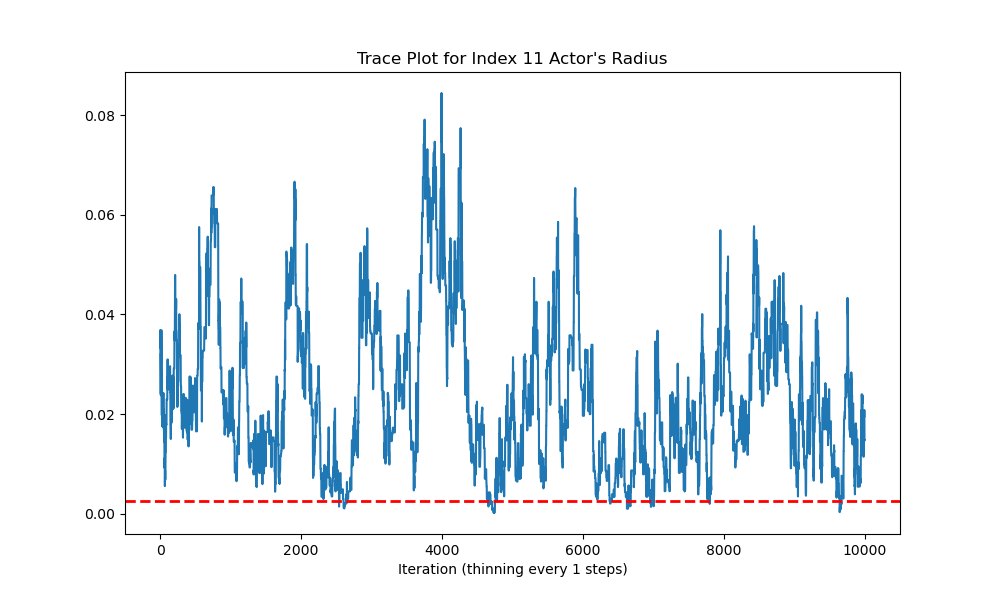 Trace Plot for Index 11 Actor's Radius
0.08
0.06
0.04
0.02
0.00
0 2000 4000 6000 8000 10000
Iteration (thinning every 1 steps)